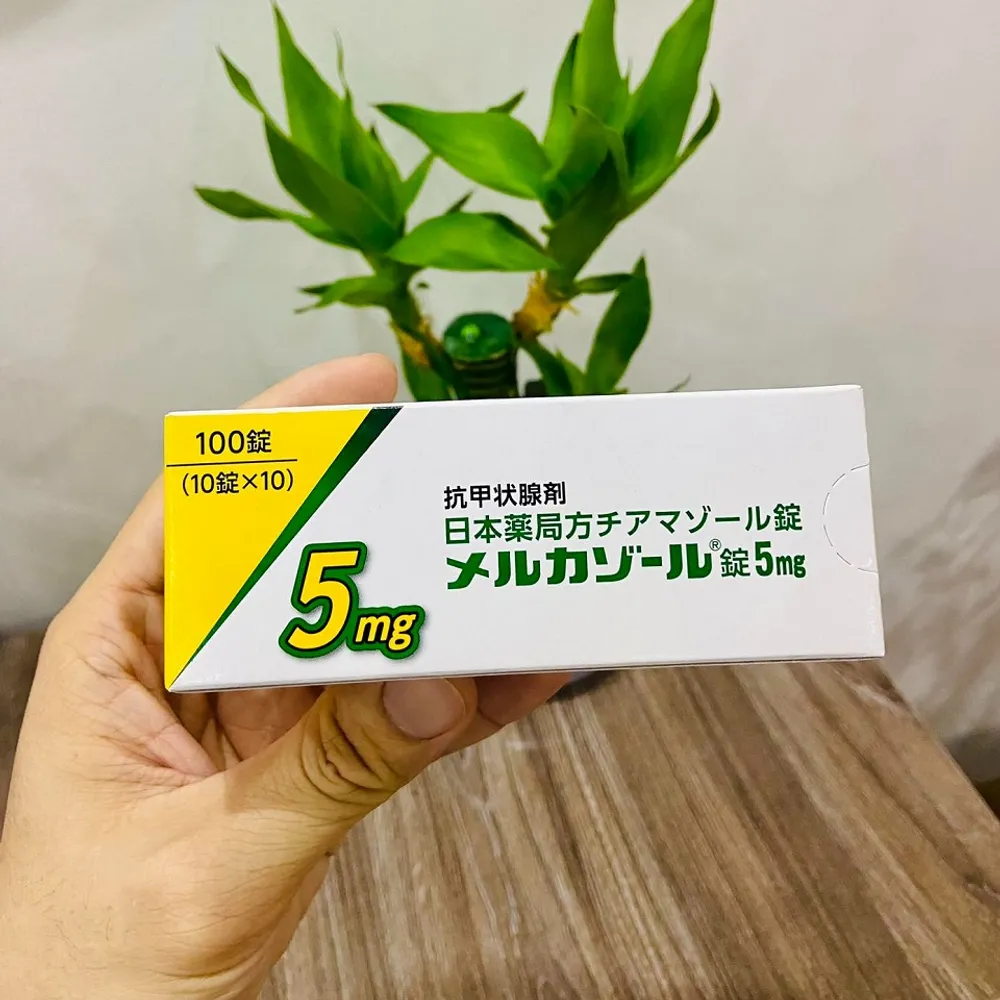 100錠
(10錠×10)
抗甲状腺剤
日本薬局方チアマゾール錠
メルカゾール®錠5mg
5mg